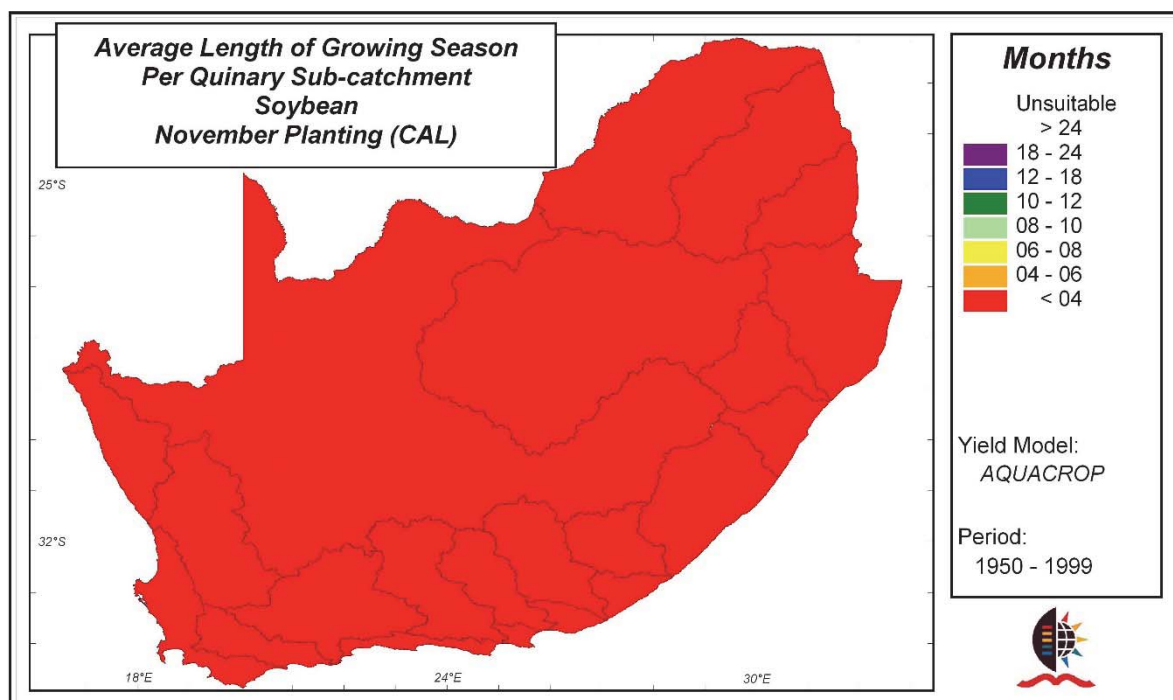 Average Length of Growing Season
Per Quinary Sub-catchment
Soybean
November Planting (CAL)
25°S
32°S
18°E
24°E
30°E
Months
Unsuitable
> 24
18 - 24
12 - 18
10 - 12
08 - 10
06 - 08
04 - 06
< 04
Yield Model:
AQUACROP
Period:
1950 - 1999